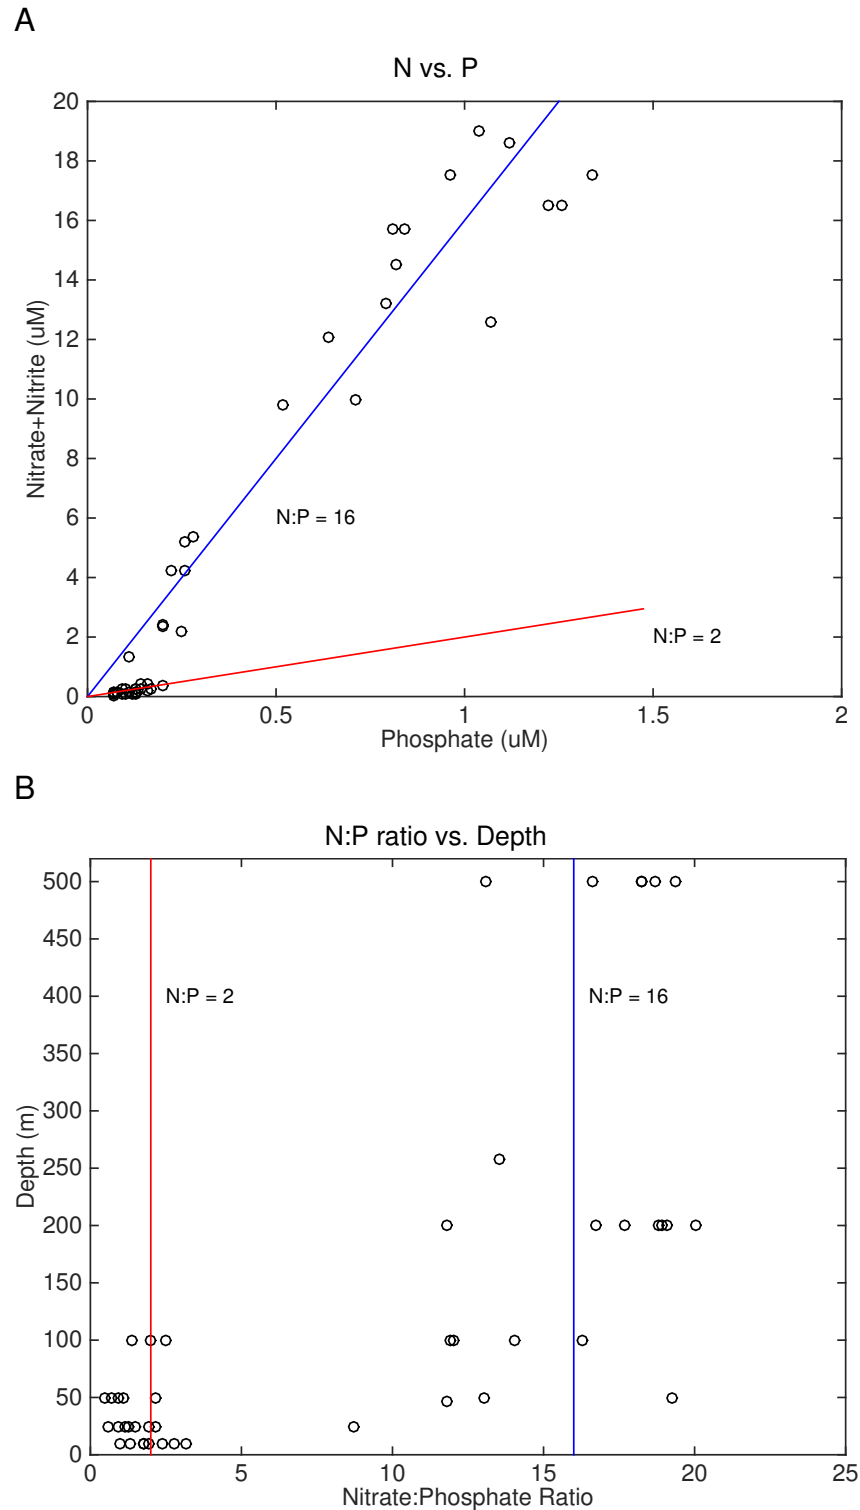 A
N vs. P
20
18
16
14
12
10
8
6
4
2
0
Nitrate+Nitrite (uM)
N:P = 16
N:P = 2
0 0.5 1 1.5 2
Phosphate (uM)
B
N:P ratio vs. Depth
500
450
400
350
300
250
200
150
100
50
0
Depth (m)
N:P = 2
N:P = 16
0 5 10 15 20 25
Nitrate:Phosphate Ratio